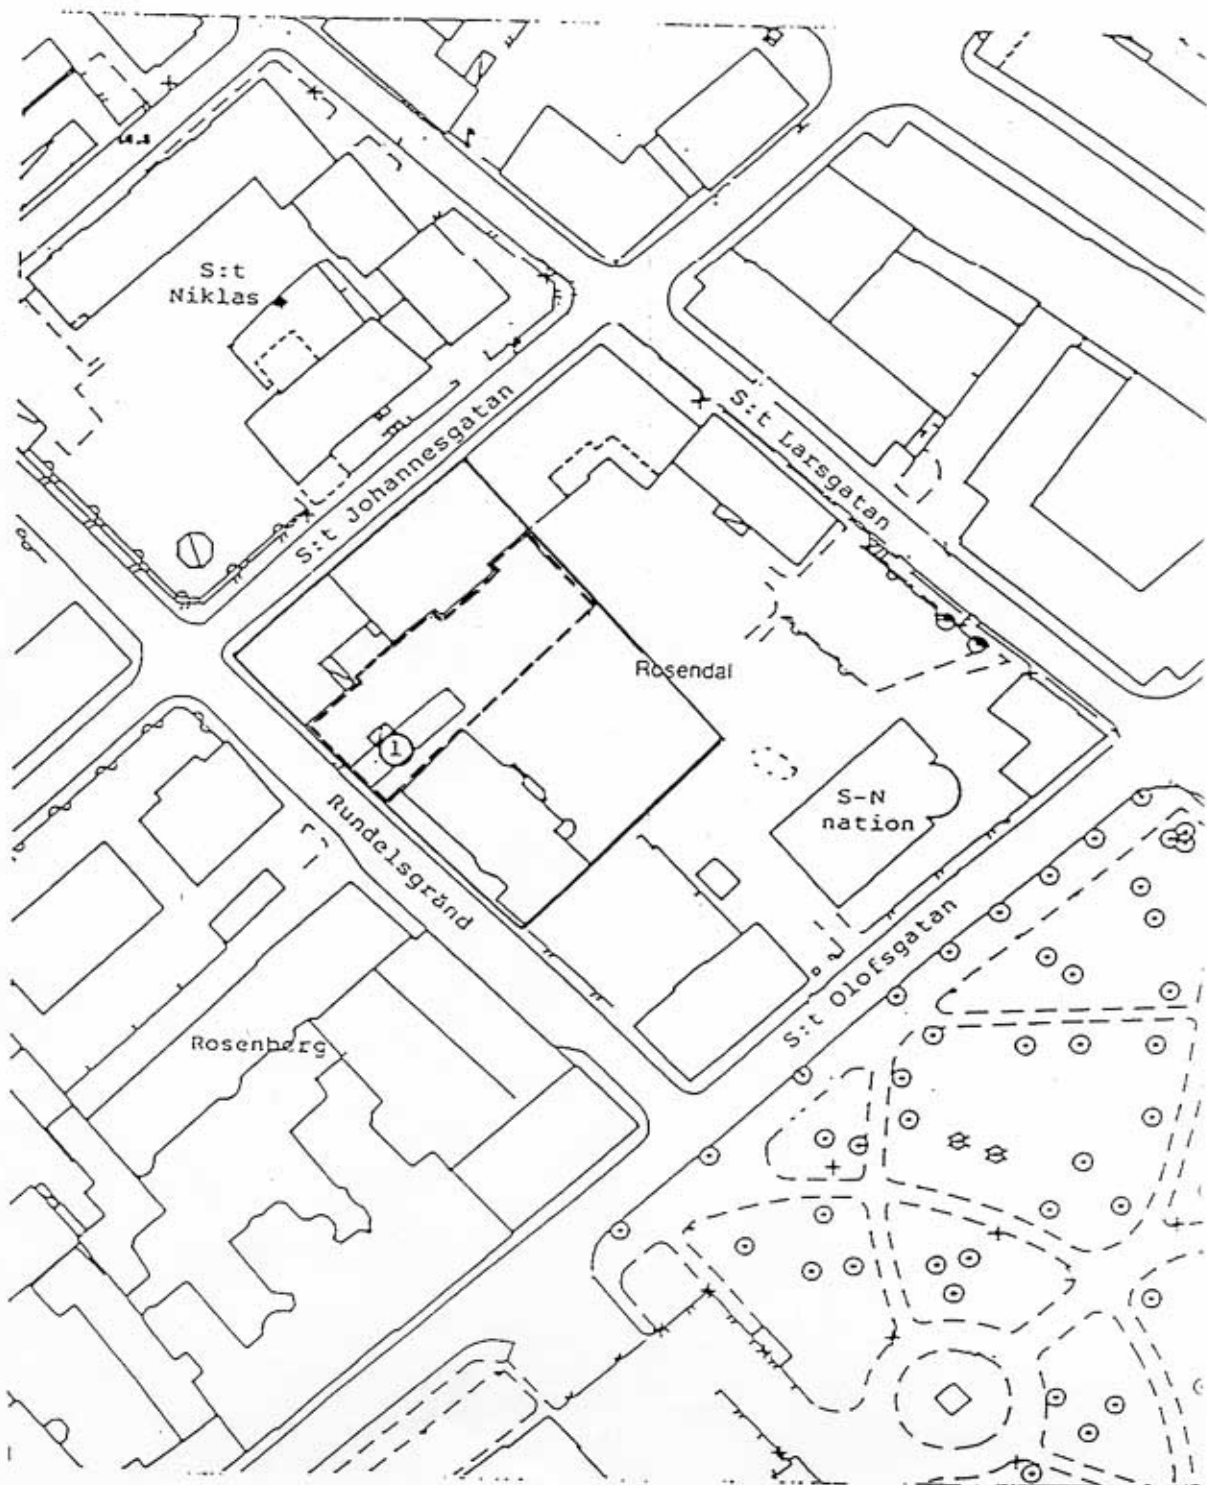 S:t
Niklas
S:t Johannesgatan
S:t Larsgatan
Rosendal
1
S-N
nation
Rundelsgränd
S:t Olofsgatan
Rosenberg